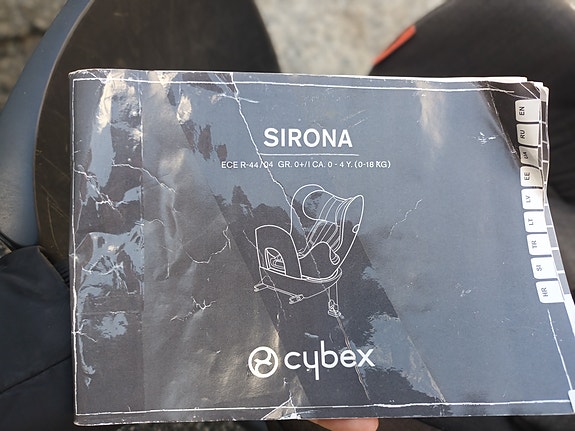 SIRONA
ECE R-44/04 GR. 0+/I CA. 0 - 4 Y. (0-18 KG)
cybex
EN
RU
UA
EE
LV
LT
TR
SI
HR